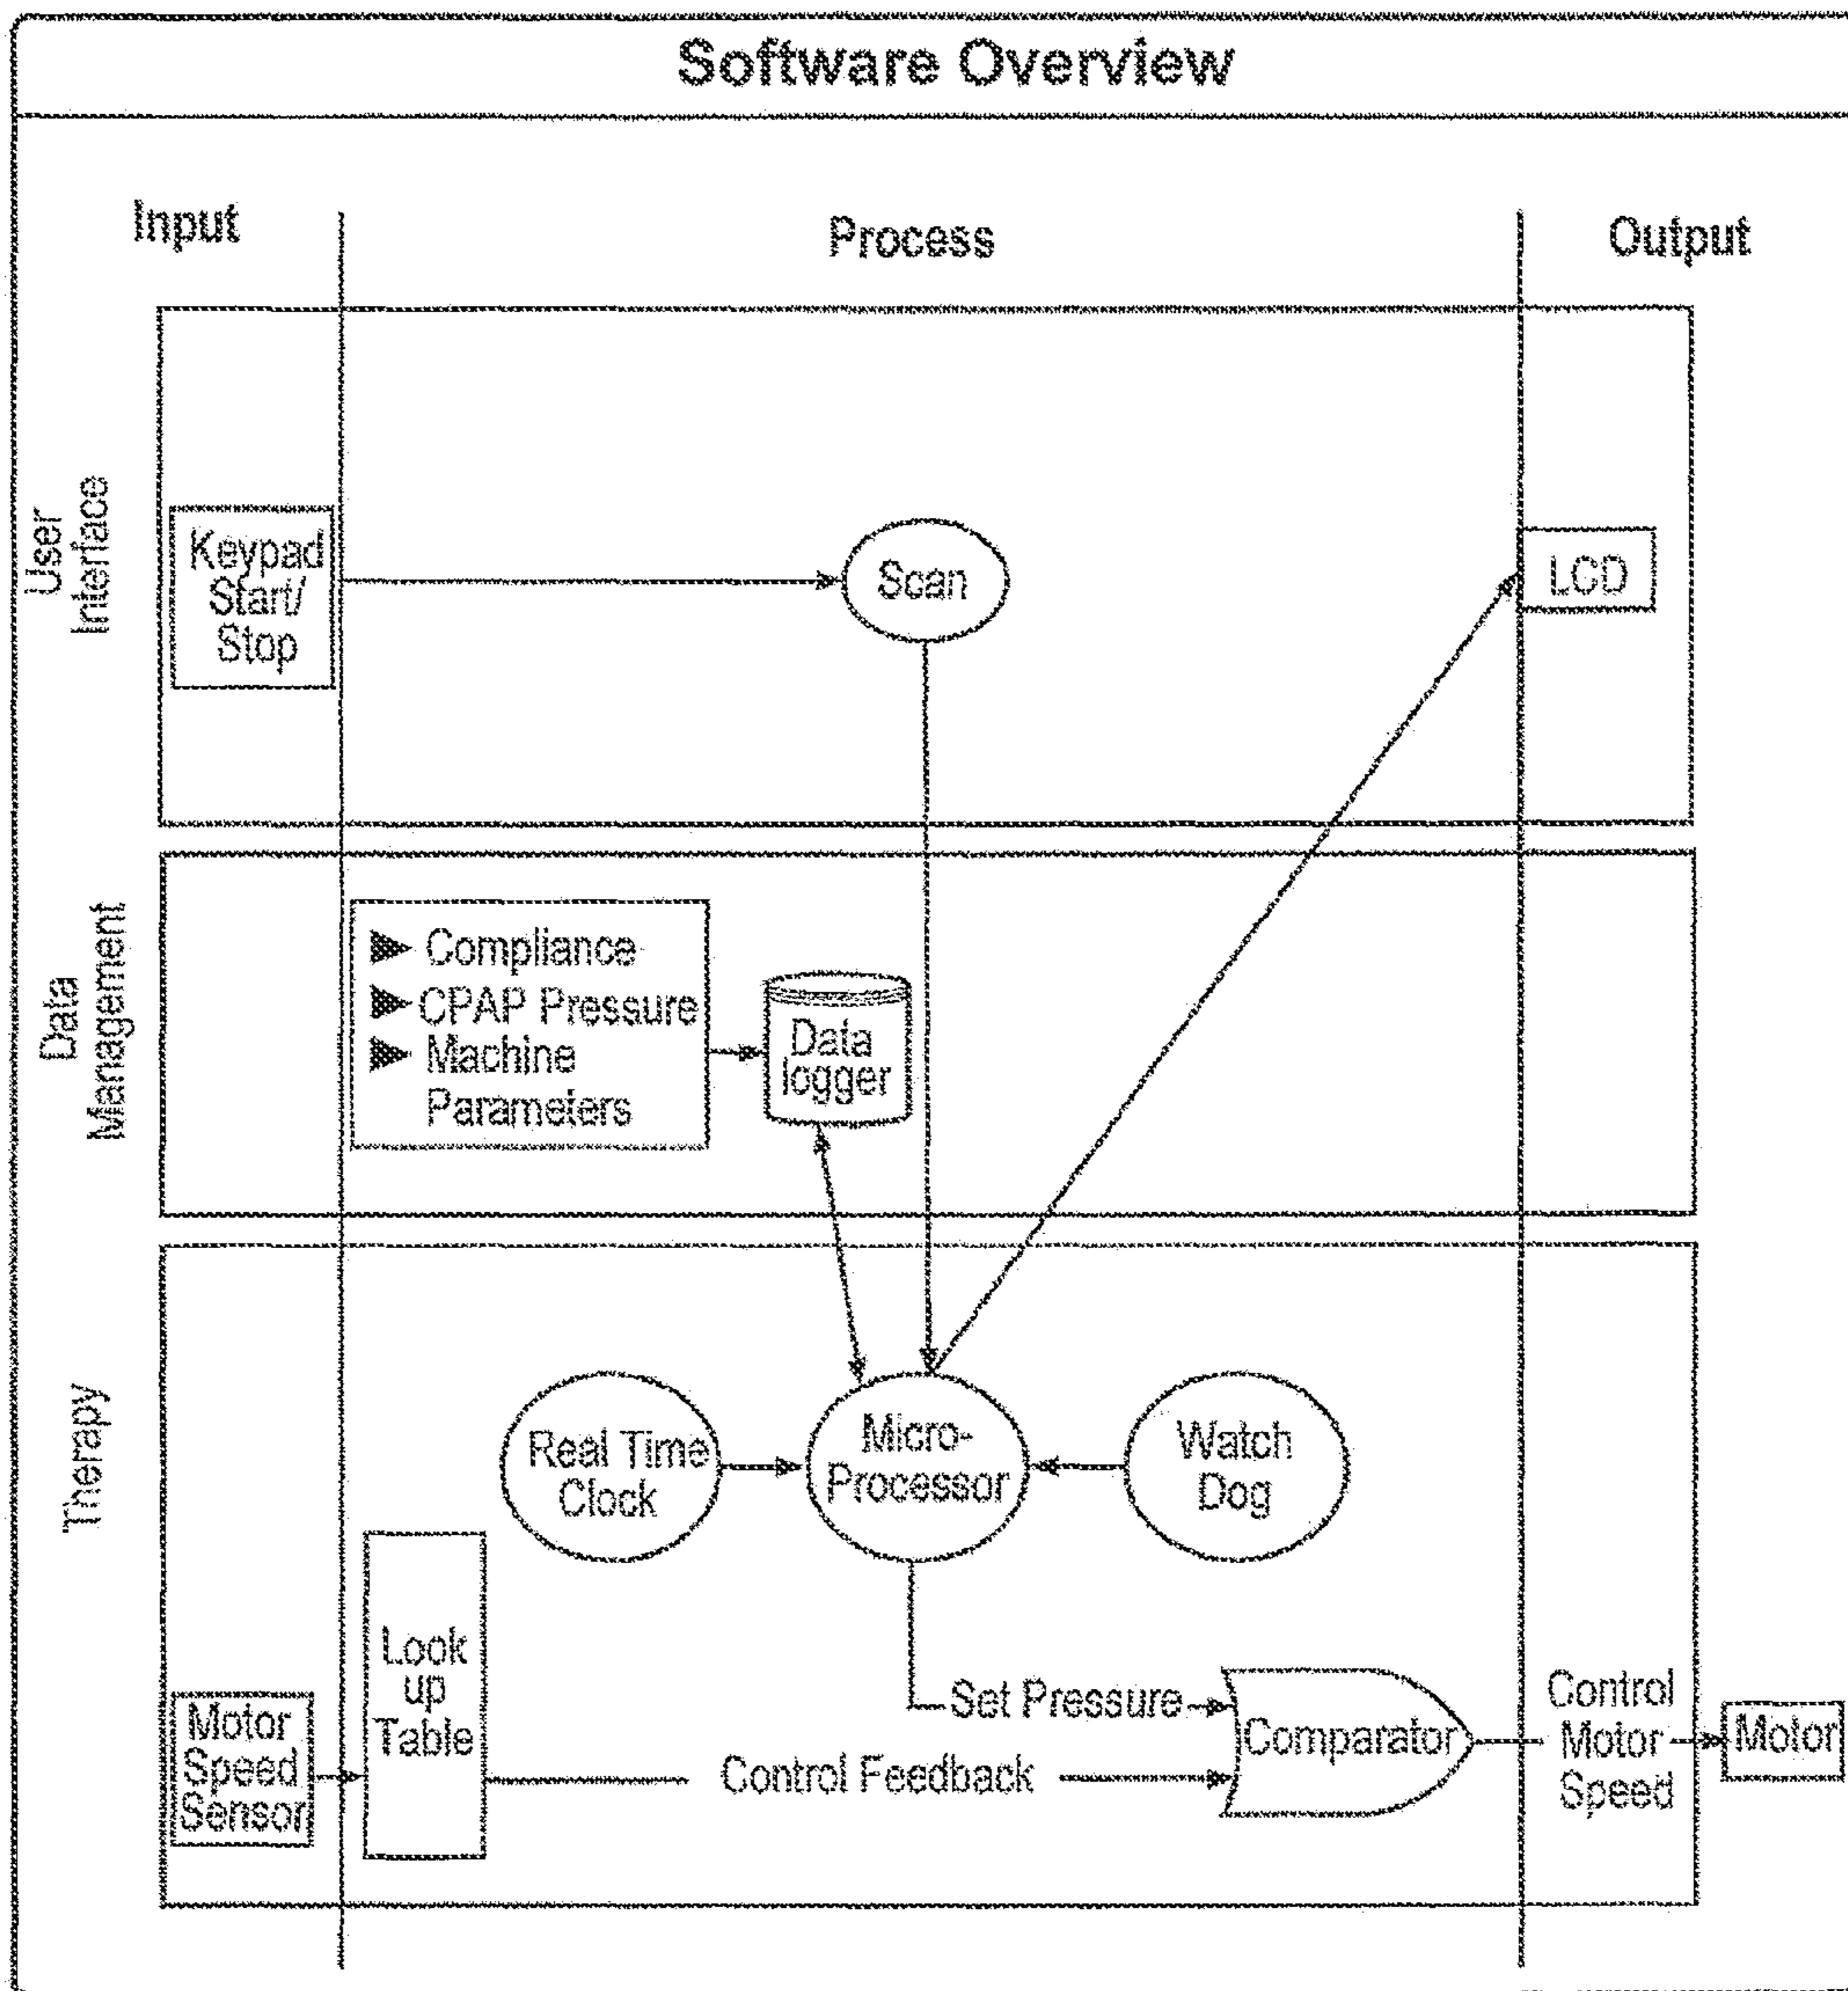 Software Overview
Input
Process
Output
User
Interface
Keypad
Start/
Stop
Scan
LCD
Data
Management
Compliance
CPAP Pressure
Machine
Parameters
Data
logger
Therapy
Real Time
Clock
Micro-
Processor
Watch
Dog
Look
up
Table
Motor
Speed
Sensor
Set Pressure
Control Feedback
Comparator
Control
Motor
Speed
Motor